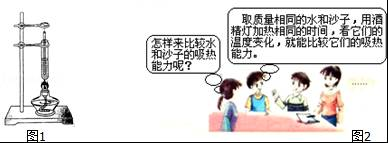 怎样来比较水
和沙子的吸热
能力呢?
取质量相同的水和沙子，用酒
精灯加热相同的时间，看它们的
温度变化，就能比较它们的吸热
能力。
图1
图2